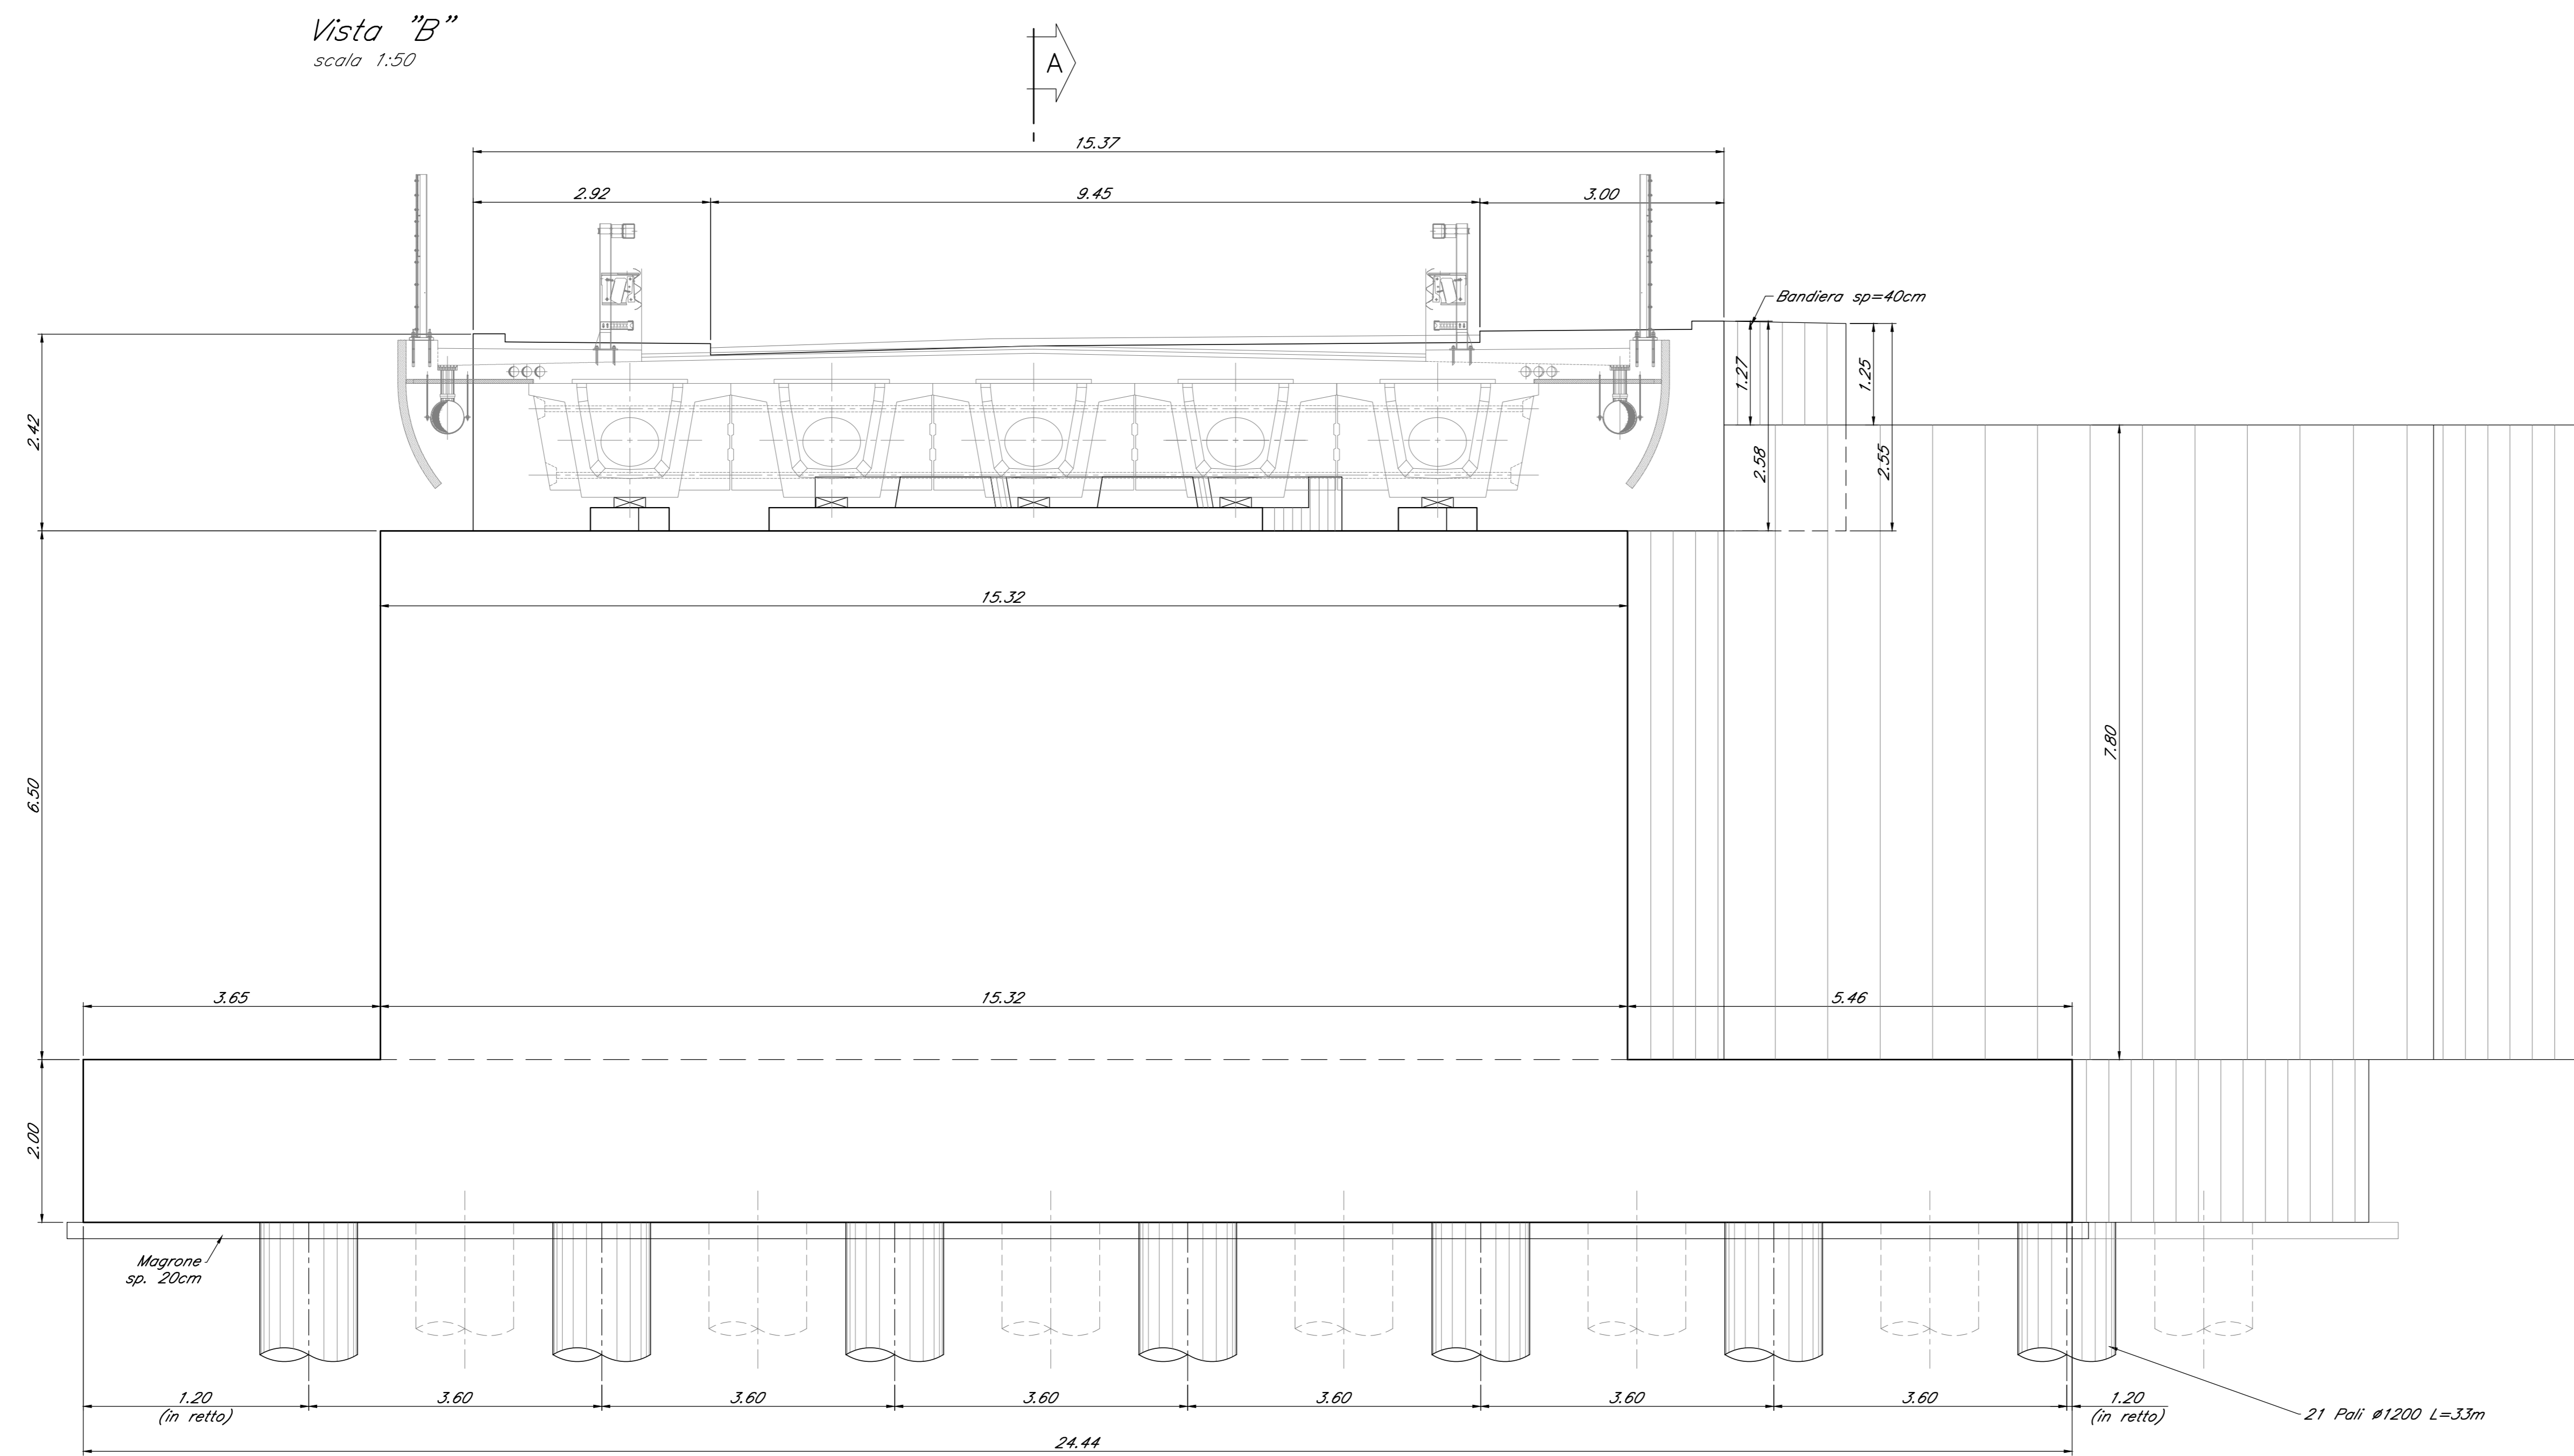 Vista "B"
scala 1:50
A
15.37
2.92
9.45
3.00
Bandiera sp=40cm
1.27
1.25
2.42
2.58
2.55
15.32
7.80
6.50
3.65
15.32
5.46
2.00
Magrone
sp. 20cm
1.20
(in retto)
3.60
3.60
3.60
3.60
3.60
3.60
1.20
(in retto)
21 Pali ø1200 L=33m
24.44